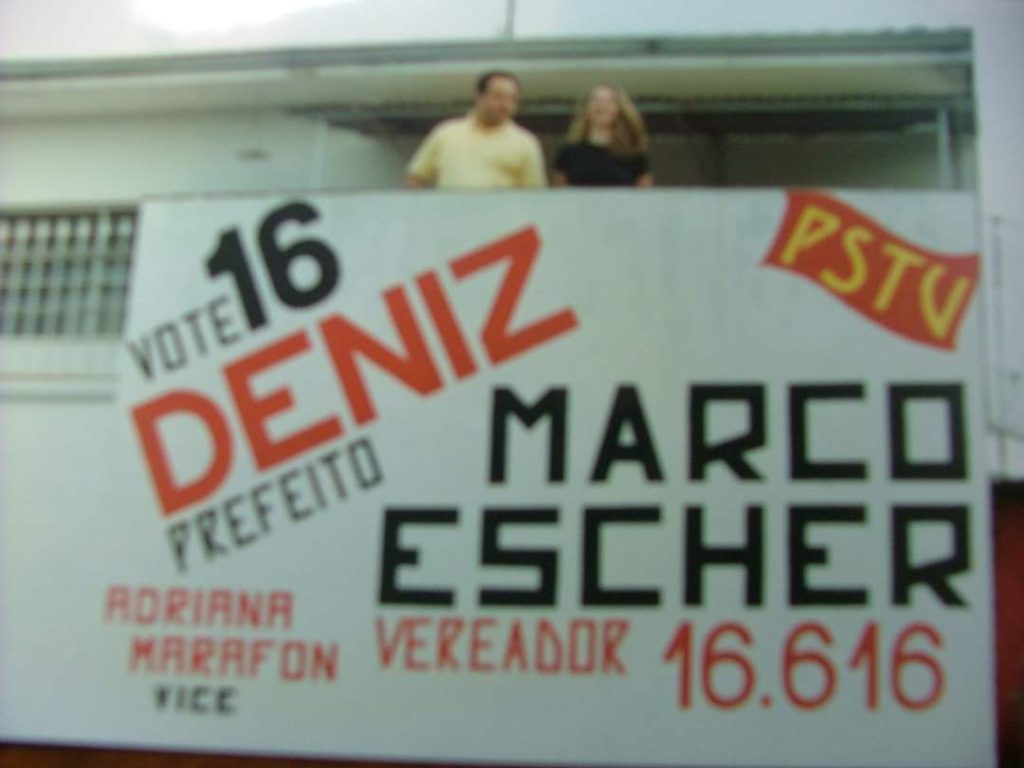 VOTE 16
DENIZ
PREFEITO
ADRIANA
MARAFON
VICE
PSTU
MARCO
ESCHER
VEREADOR 16.616